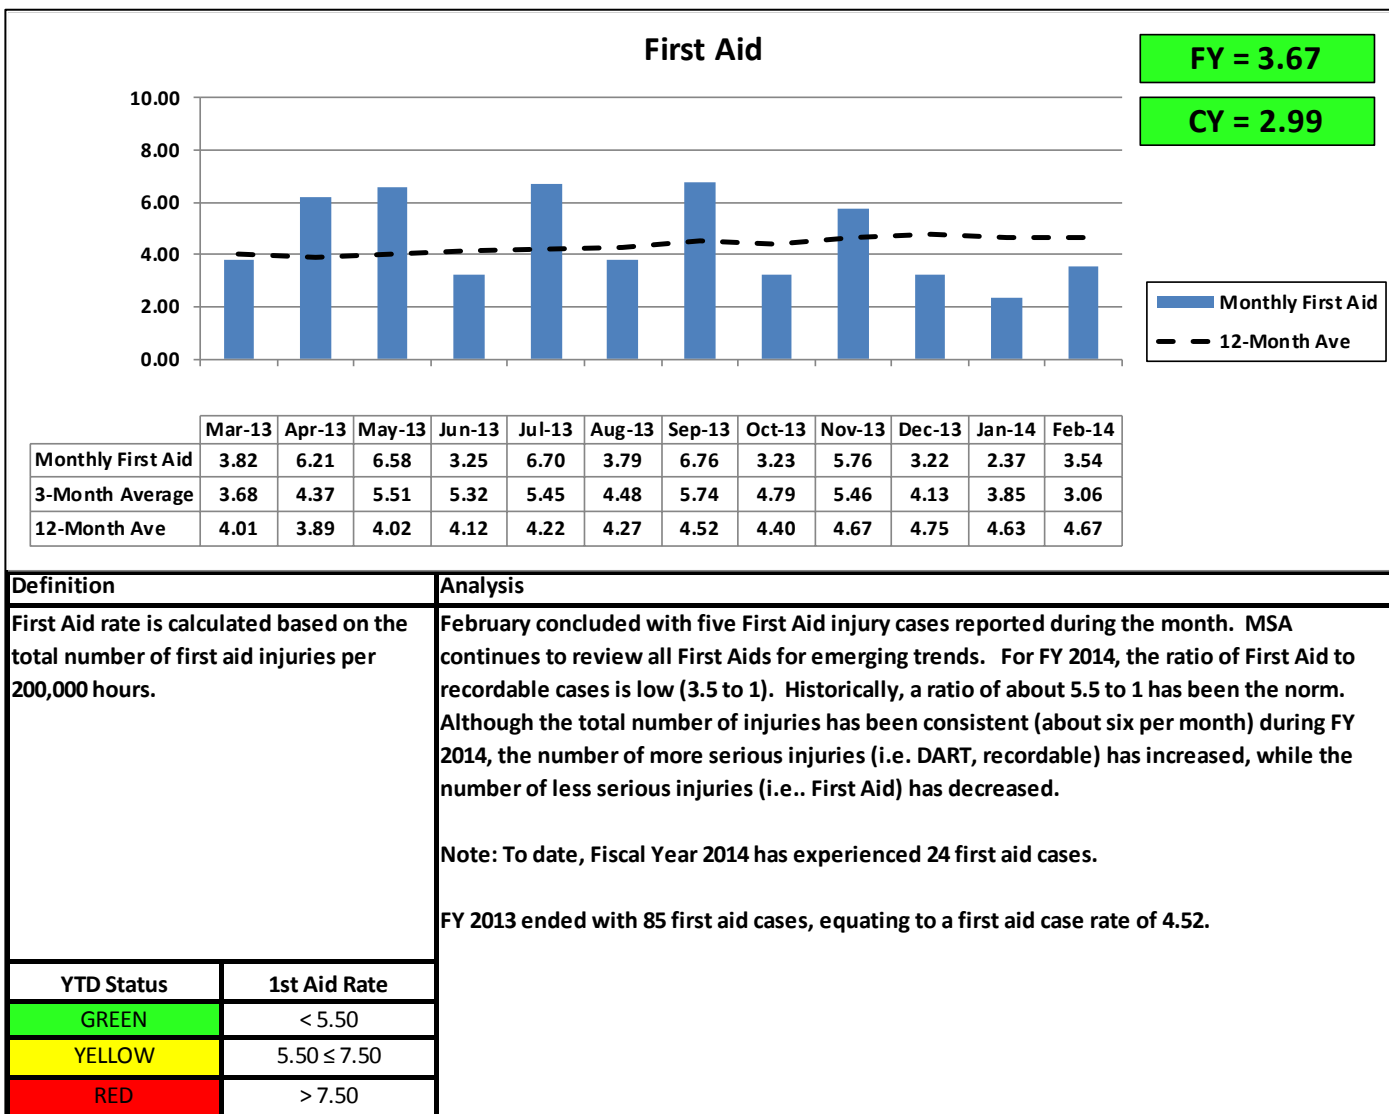 First Aid
FY = 3.67
CY = 2.99
10.00
8.00
6.00
4.00
2.00
0.00
Monthly First Aid
12-Month Ave
Mar-13 Apr-13 May-13 Jun-13 Jul-13 Aug-13 Sep-13 Oct-13 Nov-13 Dec-13 Jan-14 Feb-14
Monthly First Aid 3.82 6.21 6.58 3.25 6.70 3.79 6.76 3.23 5.76 3.22 2.37 3.54
3-Month Average 3.68 4.37 5.51 5.32 5.45 4.48 5.74 4.79 5.46 4.13 3.85 3.06
12-Month Ave 4.01 3.89 4.02 4.12 4.22 4.27 4.52 4.40 4.67 4.75 4.63 4.67
Definition
First Aid rate is calculated based on the
total number of first aid injuries per
200,000 hours.
Analysis
February concluded with five First Aid injury cases reported during the month.  MSA
continues to review all First Aids for emerging trends.   For FY 2014, the ratio of First Aid to
recordable cases is low (3.5 to 1).  Historically, a ratio of about 5.5 to 1 has been the norm.
Although the total number of injuries has been consistent (about six per month) during FY
2014, the number of more serious injuries (i.e. DART, recordable) has increased, while the
number of less serious injuries (i.e.. First Aid) has decreased.
Note: To date, Fiscal Year 2014 has experienced 24 first aid cases.
FY 2013 ended with 85 first aid cases, equating to a first aid case rate of 4.52.
YTD Status 1st Aid Rate
GREEN < 5.50
YELLOW 5.50 ≤ 7.50
RED > 7.50